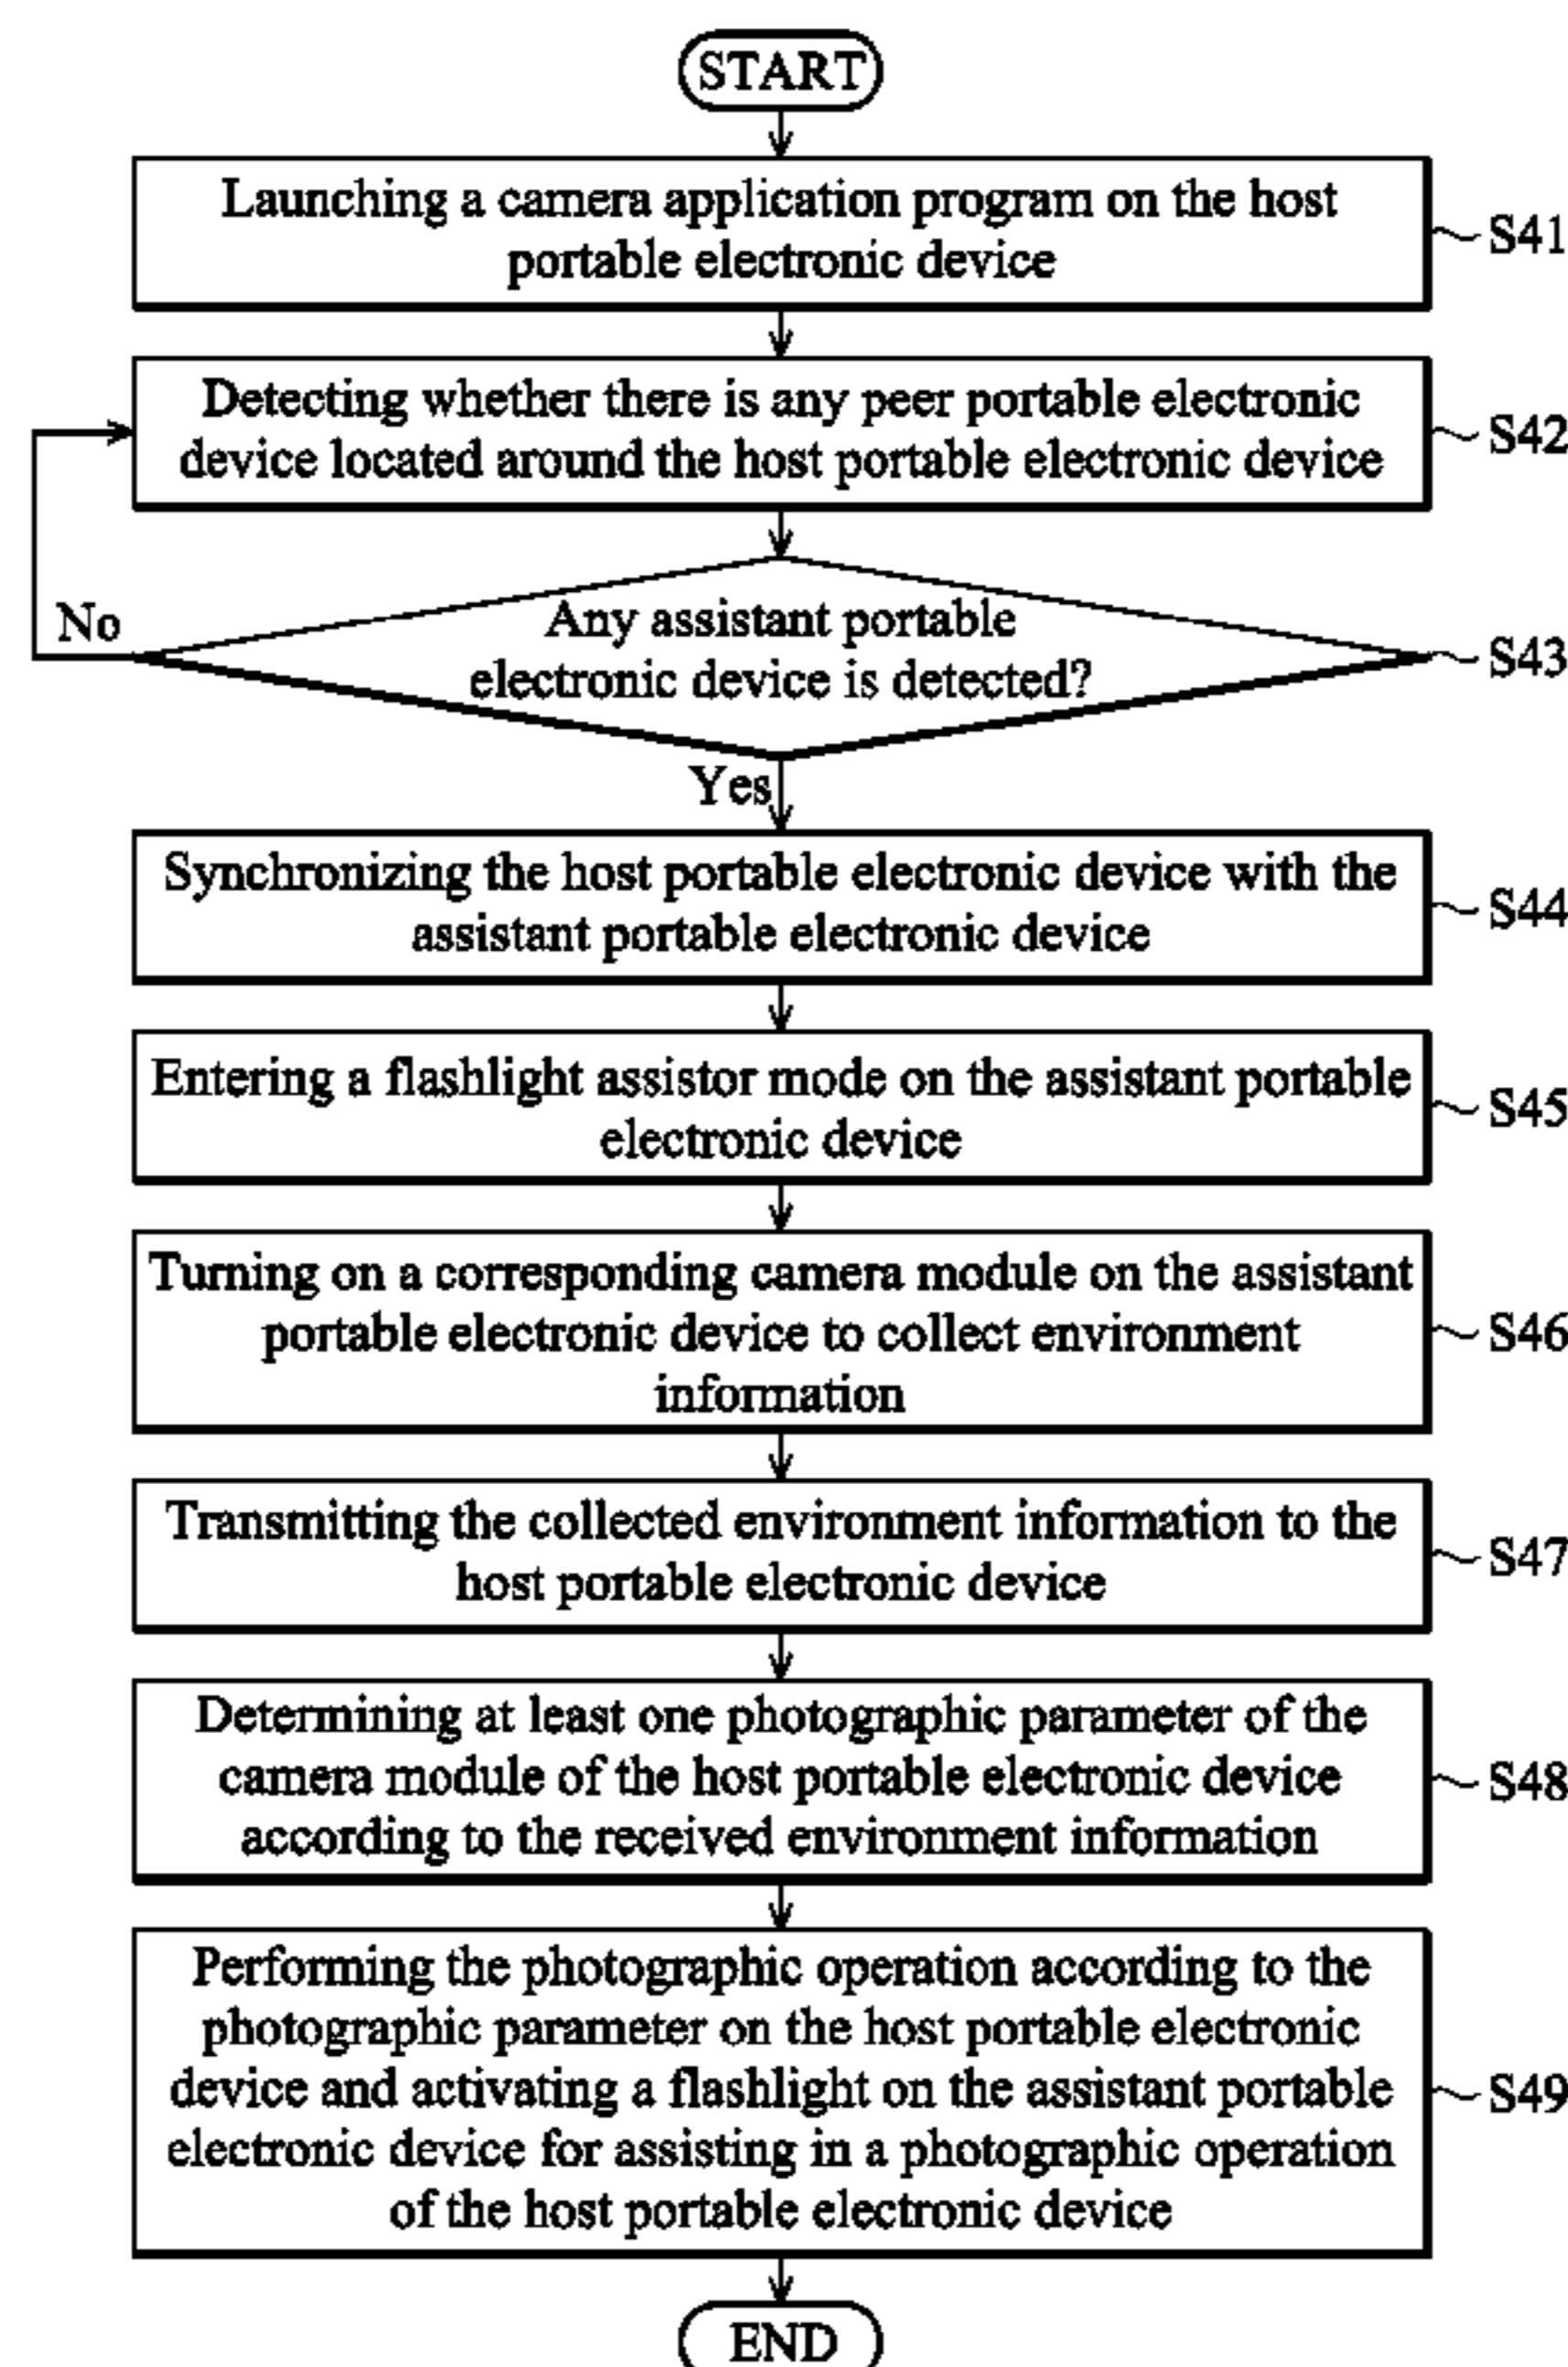 START
Launching a camera application program on the host
portable electronic device
S41
Detecting whether there is any peer portable electronic
device located around the host portable electronic device
S42
Any assistant portable
electronic device is detected?
S43
No
Yes
Synchronizing the host portable electronic device with the
assistant portable electronic device
S44
Entering a flashlight assistor mode on the assistant portable
electronic device
S45
Turning on a corresponding camera module on the assistant
portable electronic device to collect environment
information
S46
Transmitting the collected environment information to the
host portable electronic device
S47
Determining at least one photographic parameter of the
camera module of the host portable electronic device
according to the received environment information
S48
Performing the photographic operation according to the
photographic parameter on the host portable electronic
device and activating a flashlight on the assistant portable
electronic device for assisting in a photographic operation
of the host portable electronic device
S49
END